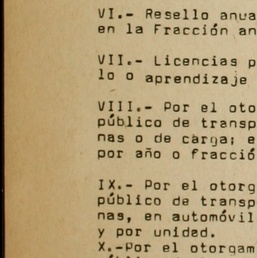 VI.- Resello anua
en la Fracción an
VII.- Licencias p
lo o aprendizaje
VIII.- Por el oto
público de transp
nas o de carga; e
por año o fracció
IX.- Por el otorg
público de transp
nas, en automóvil
y por unidad.
X.-Por el otorgam